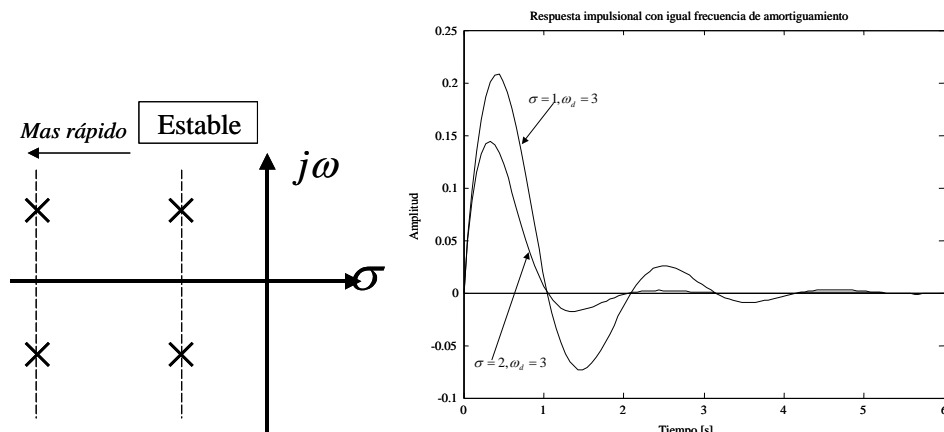 Mas rápido
Estable
jω
σ
Respuesta impulsional con igual frecuencia de amortiguamiento
0.25
0.2
0.15
0.1
0.05
0
-0.05
-0.1
Amplitud
σ = 1, ω_d = 3
σ = 2, ω_d = 3
0 1 2 3 4 5 6
Tiempo [s]